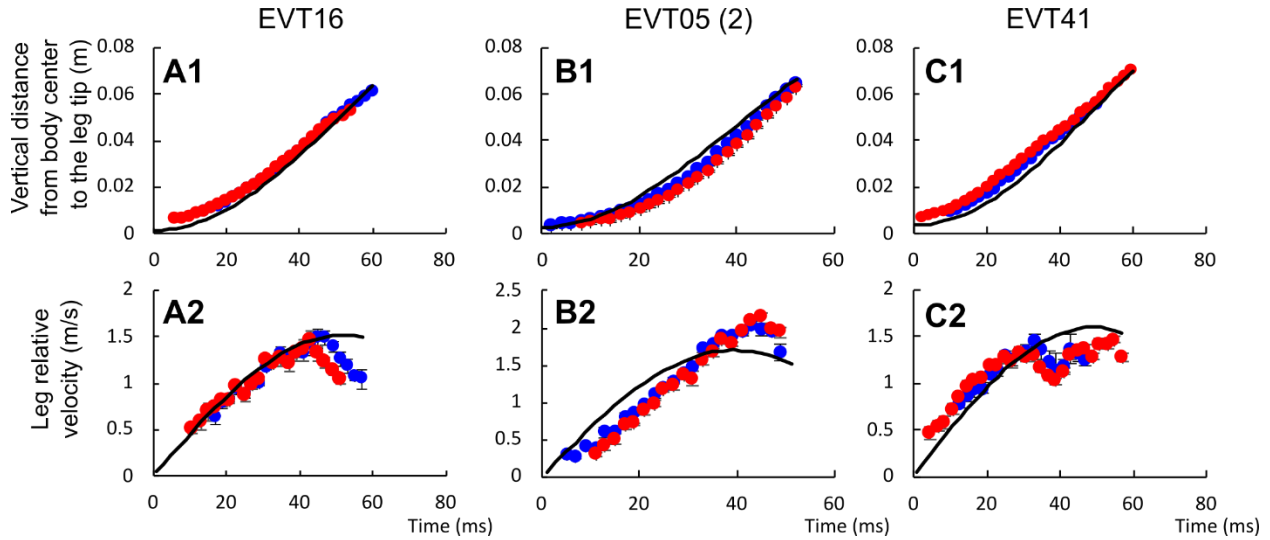 EVT16
EVT05 (2)
EVT41
Vertical distance
from body center
to the leg tip (m)
0.08
0.06
0.04
0.02
0
A1
0 20 40 60 80
0.08
0.06
0.04
0.02
0
B1
0 20 40 60
0.08
0.06
0.04
0.02
0
C1
0 20 40 60 80
Leg relative
velocity (m/s)
2
1.5
1
0.5
0
A2
0 20 40 60 80
Time (ms)
2.5
2
1.5
1
0.5
0
B2
0 20 40 60
Time (ms)
2
1.5
1
0.5
0
C2
0 20 40 60 80
Time (ms)